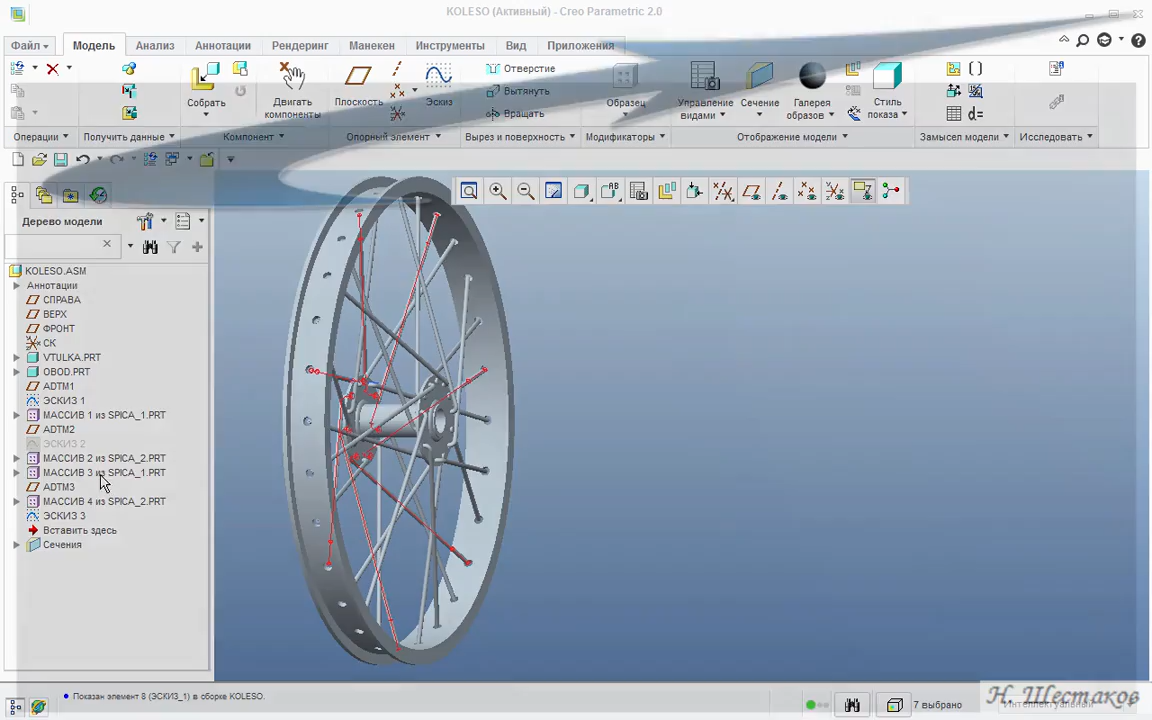 KOLESO (Активный) - Creo Parametric 2.0
Файл Модель Анализ Аннотации Рендеринг Манекен Инструменты Вид Приложения
Собрать
Двигать компоненты
Плоскость
Эскиз
Отверстие
Вытянуть
Вращать
Образец
Управление видами
Сечение
Галерея образов
Стиль показа
Операции Получить данные Компонент Опорный элемент Вырез и поверхность Модификаторы Отображение модели Замысел модели Исследовать
Дерево модели
KOLESO.ASM
Аннотации
СПРАВА
ВЕРХ
ФРОНТ
СК
VTULKA.PRT
OBOD.PRT
ADTM1
ЭСКИЗ 1
МАССИВ 1 из SPICA_1.PRT
ADTM2
ЭСКИЗ 2
МАССИВ 2 из SPICA_2.PRT
МАССИВ 3 из SPICA_1.PRT
ADTM3
МАССИВ 4 из SPICA_2.PRT
ЭСКИЗ 3
Вставить здесь
Сечения
Показан элемент 8 (ЭСКИЗ_1) в сборке KOLESO.
7 выбрано
Н. Шестаков